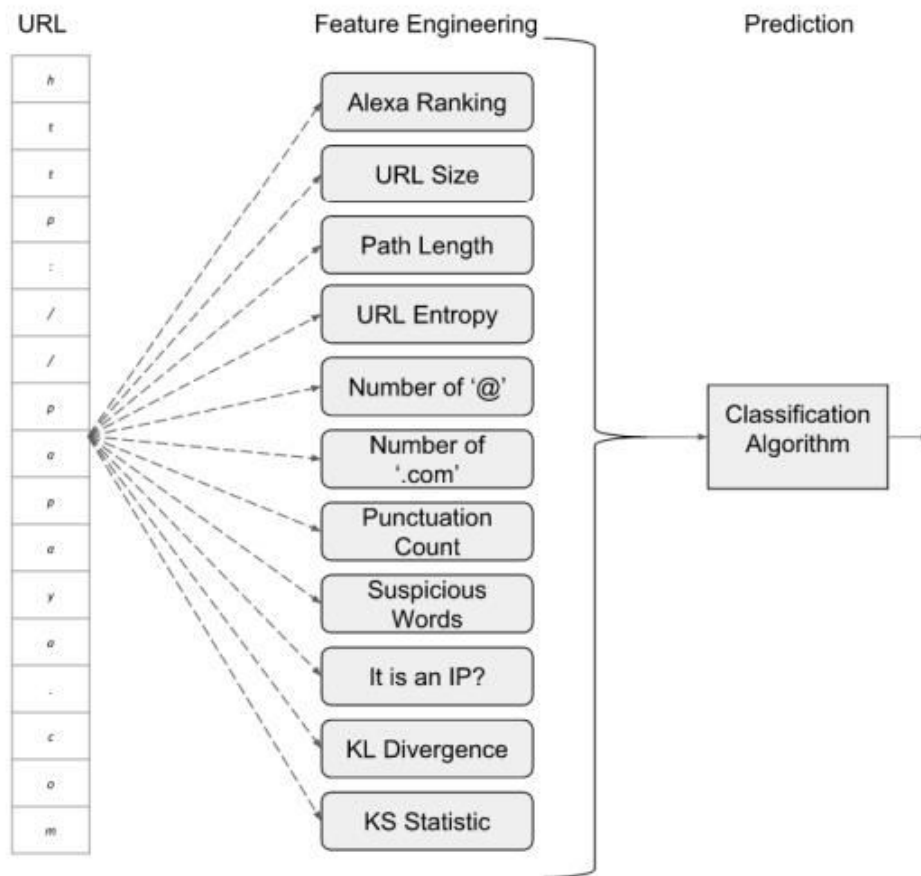 URL
Feature Engineering
Prediction
h
t
t
p
:
/
/
p
a
p
a
y
a
.
c
o
m
Alexa Ranking
URL Size
Path Length
URL Entropy
Number of ‘@’
Number of
‘.com’
Punctuation
Count
Suspicious
Words
It is an IP?
KL Divergence
KS Statistic
Classification
Algorithm